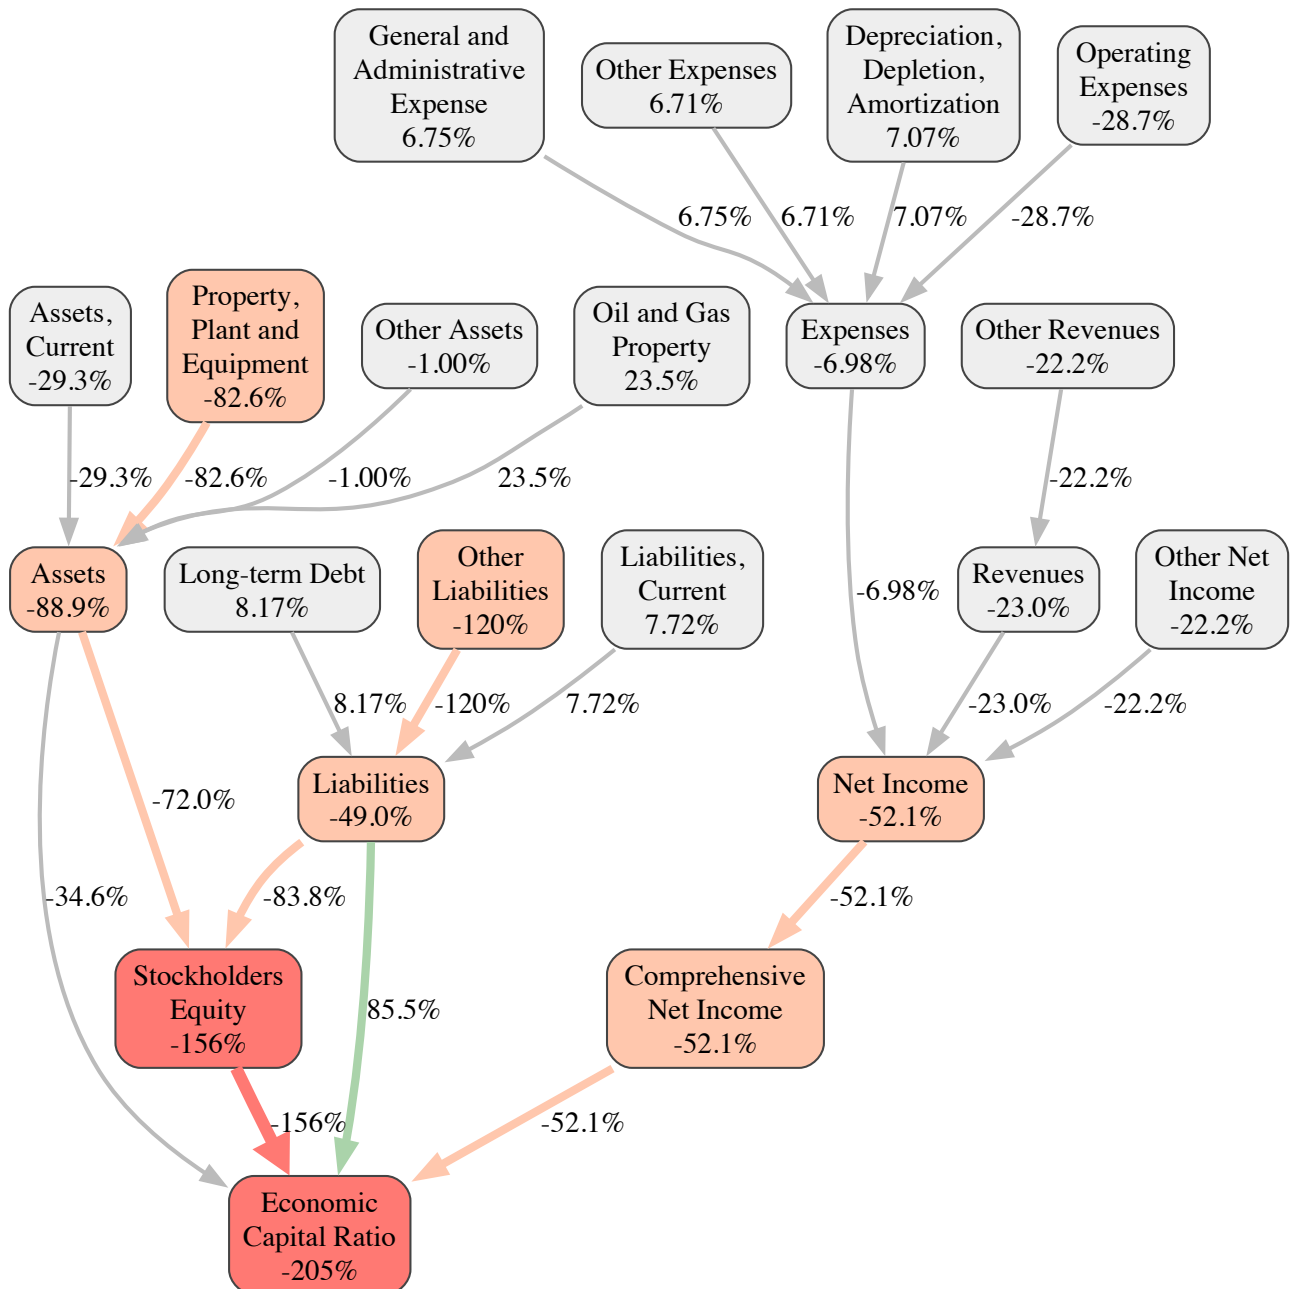 General and
Administrative
Expense
6.75%
Other Expenses
6.71%
Depreciation,
Depletion,
Amortization
7.07%
Operating
Expenses
-28.7%
6.75%
6.71%
7.07%
-28.7%
Assets,
Current
-29.3%
Property,
Plant and
Equipment
-82.6%
Other Assets
-1.00%
Oil and Gas
Property
23.5%
Expenses
-6.98%
Other Revenues
-22.2%
-29.3%
-82.6%
-1.00%
23.5%
-22.2%
Assets
-88.9%
Long-term Debt
8.17%
Other
Liabilities
-120%
Liabilities,
Current
7.72%
-6.98%
Revenues
-23.0%
Other Net
Income
-22.2%
8.17%
-120%
7.72%
-23.0%
-22.2%
-72.0%
Liabilities
-49.0%
Net Income
-52.1%
-34.6%
-83.8%
-52.1%
Stockholders
Equity
-156%
85.5%
Comprehensive
Net Income
-52.1%
-156%
-52.1%
Economic
Capital Ratio
-205%